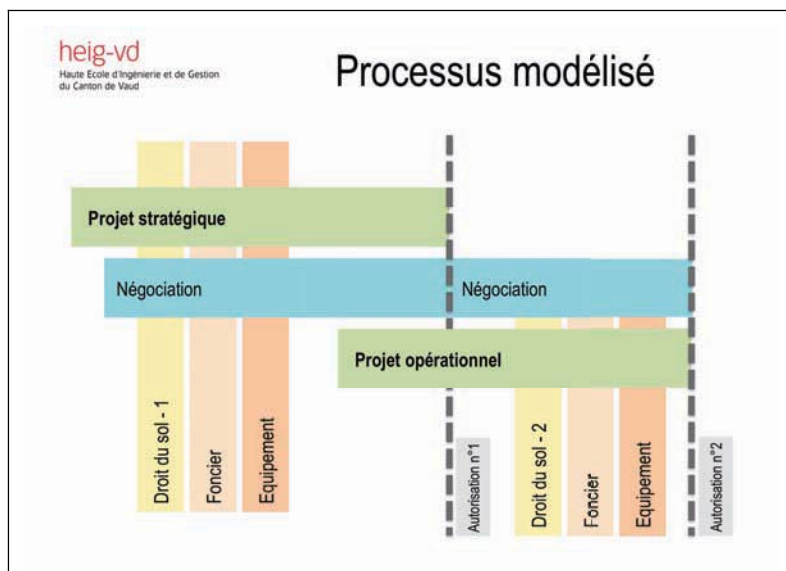 heig-vd
Haute Ecole d'Ingénierie et de Gestion
du Canton de Vaud
Processus modélisé
Projet stratégique
Négociation
Négociation
Projet opérationnel
Droit du sol - 1
Foncier
Equipement
Autorisation n°1
Droit du sol - 2
Foncier
Equipement
Autorisation n°2